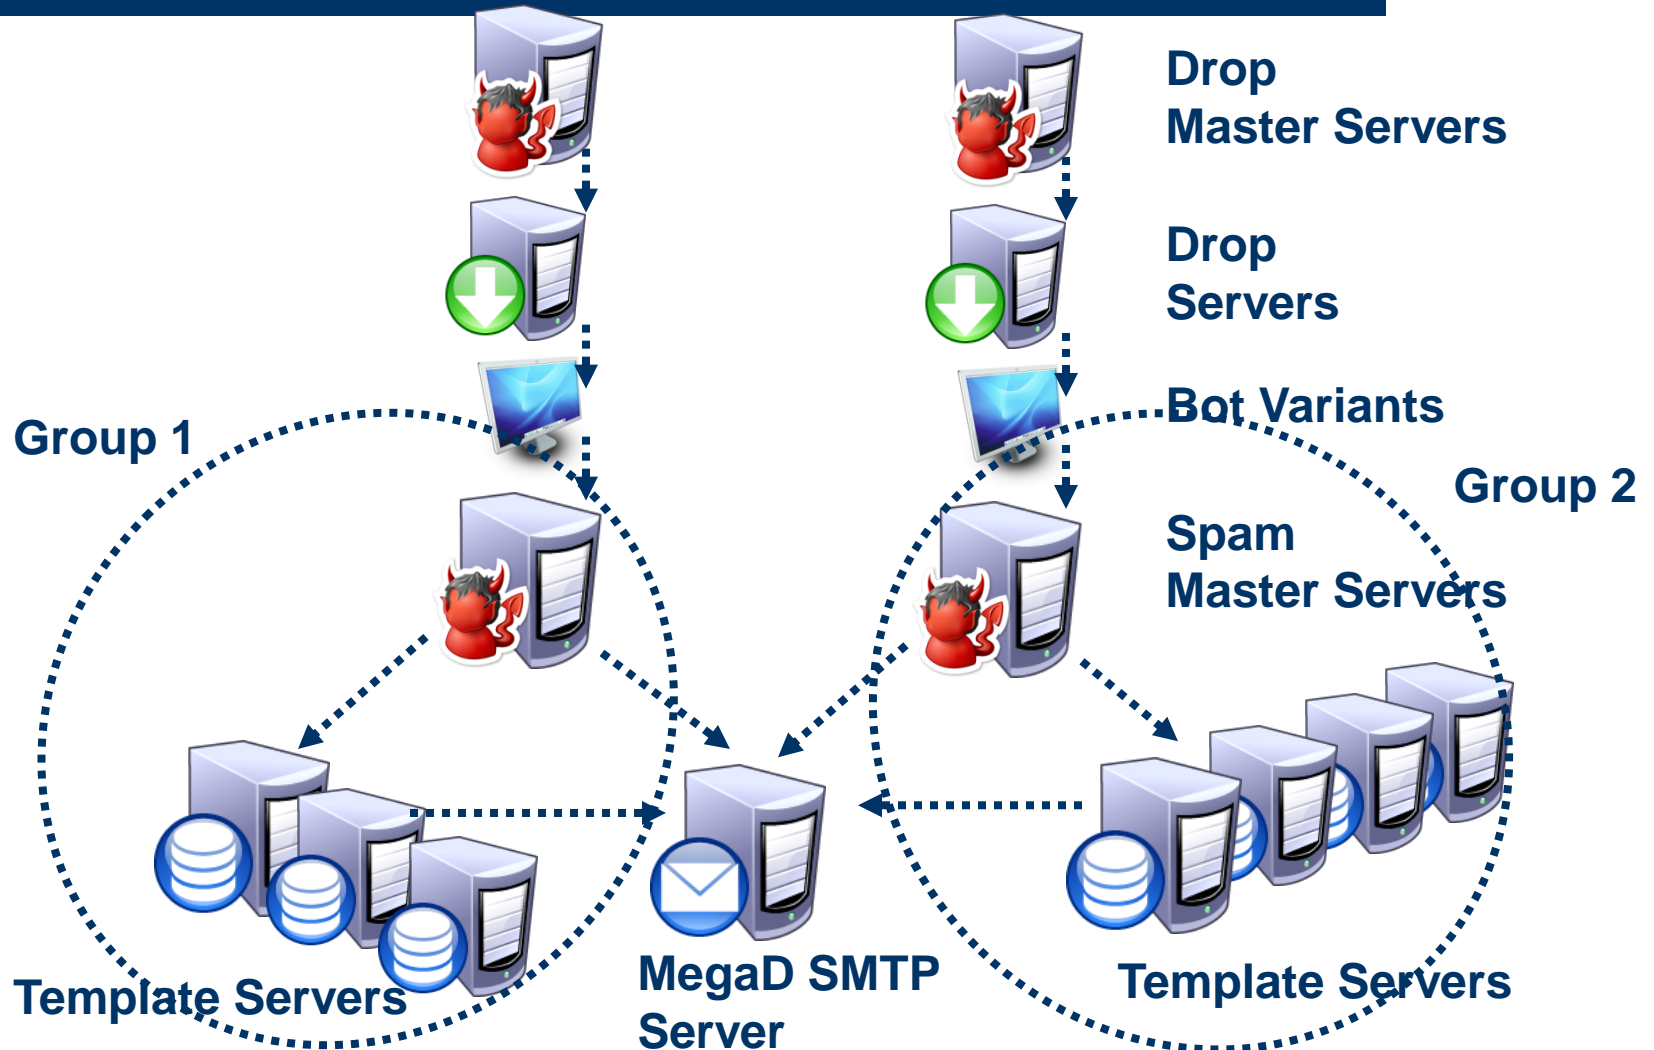 Drop
Master Servers
Drop
Servers
Bot Variants
Group 1
Group 2
Spam
Master Servers
MegaD SMTP
Server
Template Servers
Template Servers